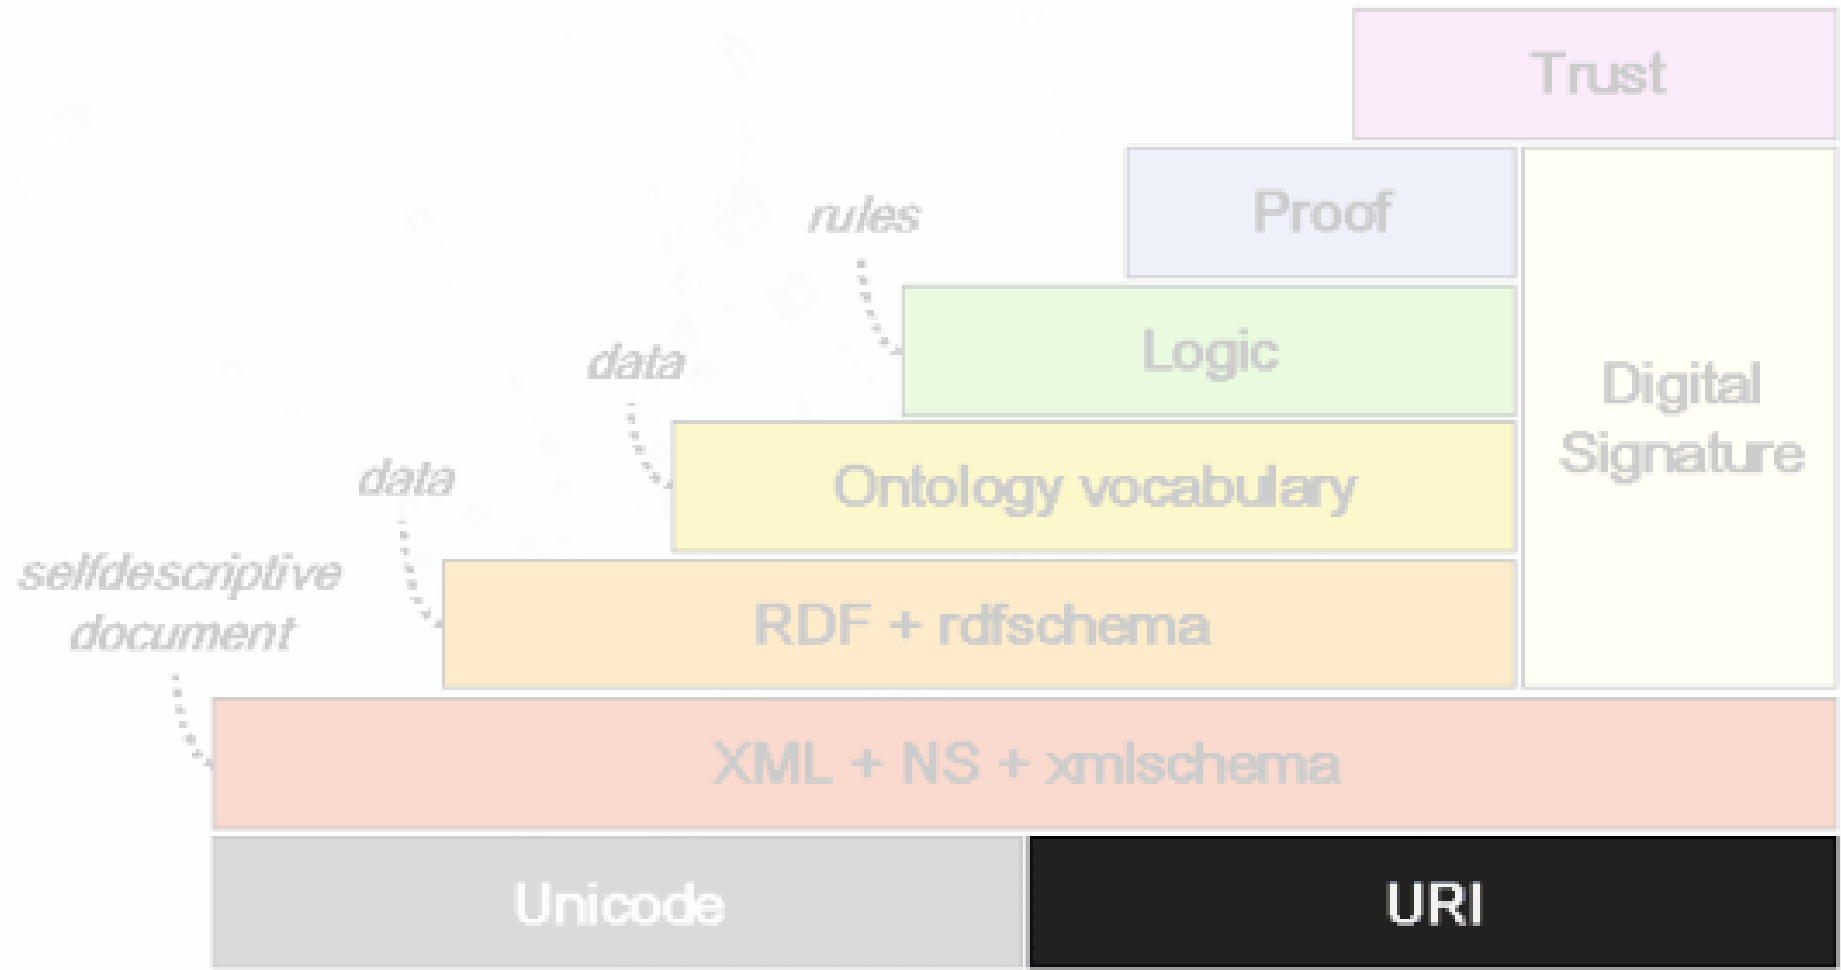 Trust
Proof
rules
Logic
data
Digital
Signature
Ontology vocabulary
data
selfdescriptive
document
RDF + rdfschema
XML + NS + xmlschema
Unicode
URI